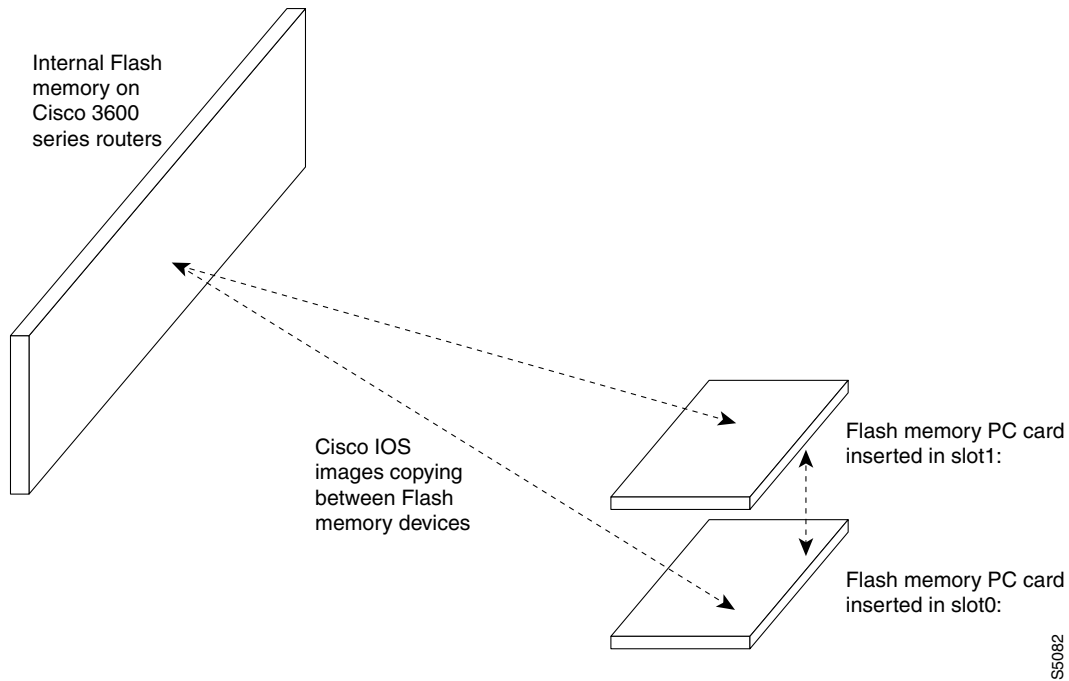 Internal Flash
memory on
Cisco 3600
series routers
Cisco IOS
images copying
between Flash
memory devices
Flash memory PC card
inserted in slot1:
Flash memory PC card
inserted in slot0:
S5082